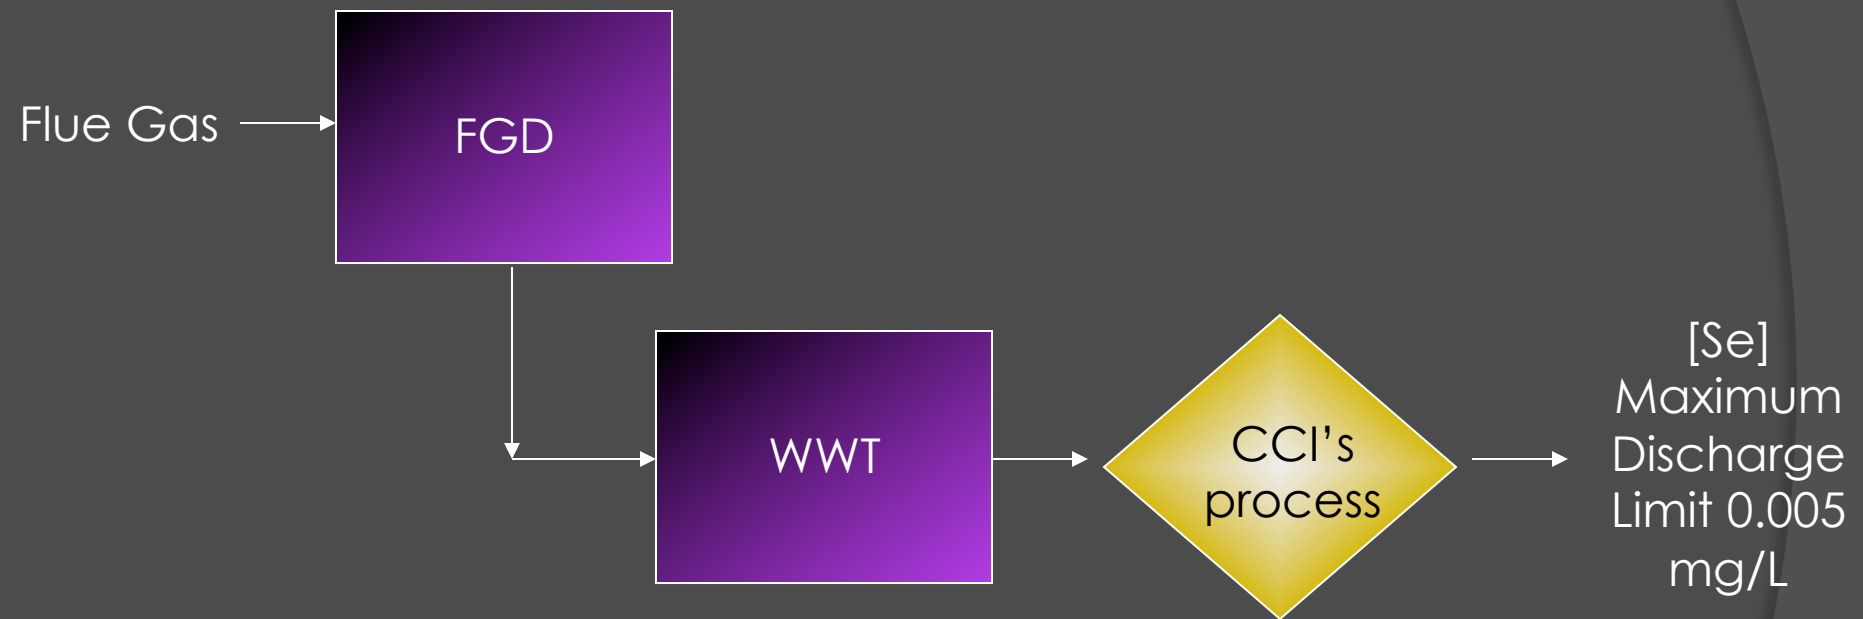 Flue Gas
FGD
WWT
CCI’s
process
[Se]
Maximum
Discharge
Limit 0.005
mg/L